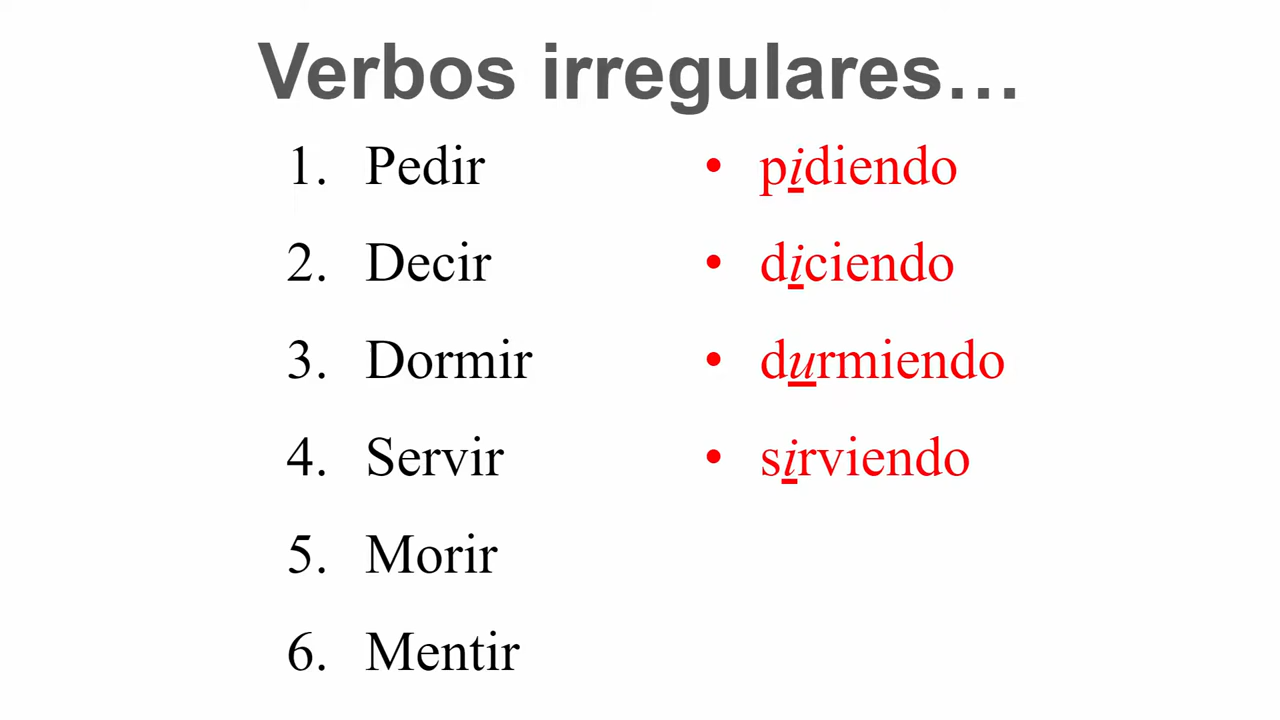 Verbos irregulares…
1. Pedir • pidiendo
2. Decir • diciendo
3. Dormir • durmiendo
4. Servir • sirviendo
5. Morir
6. Mentir